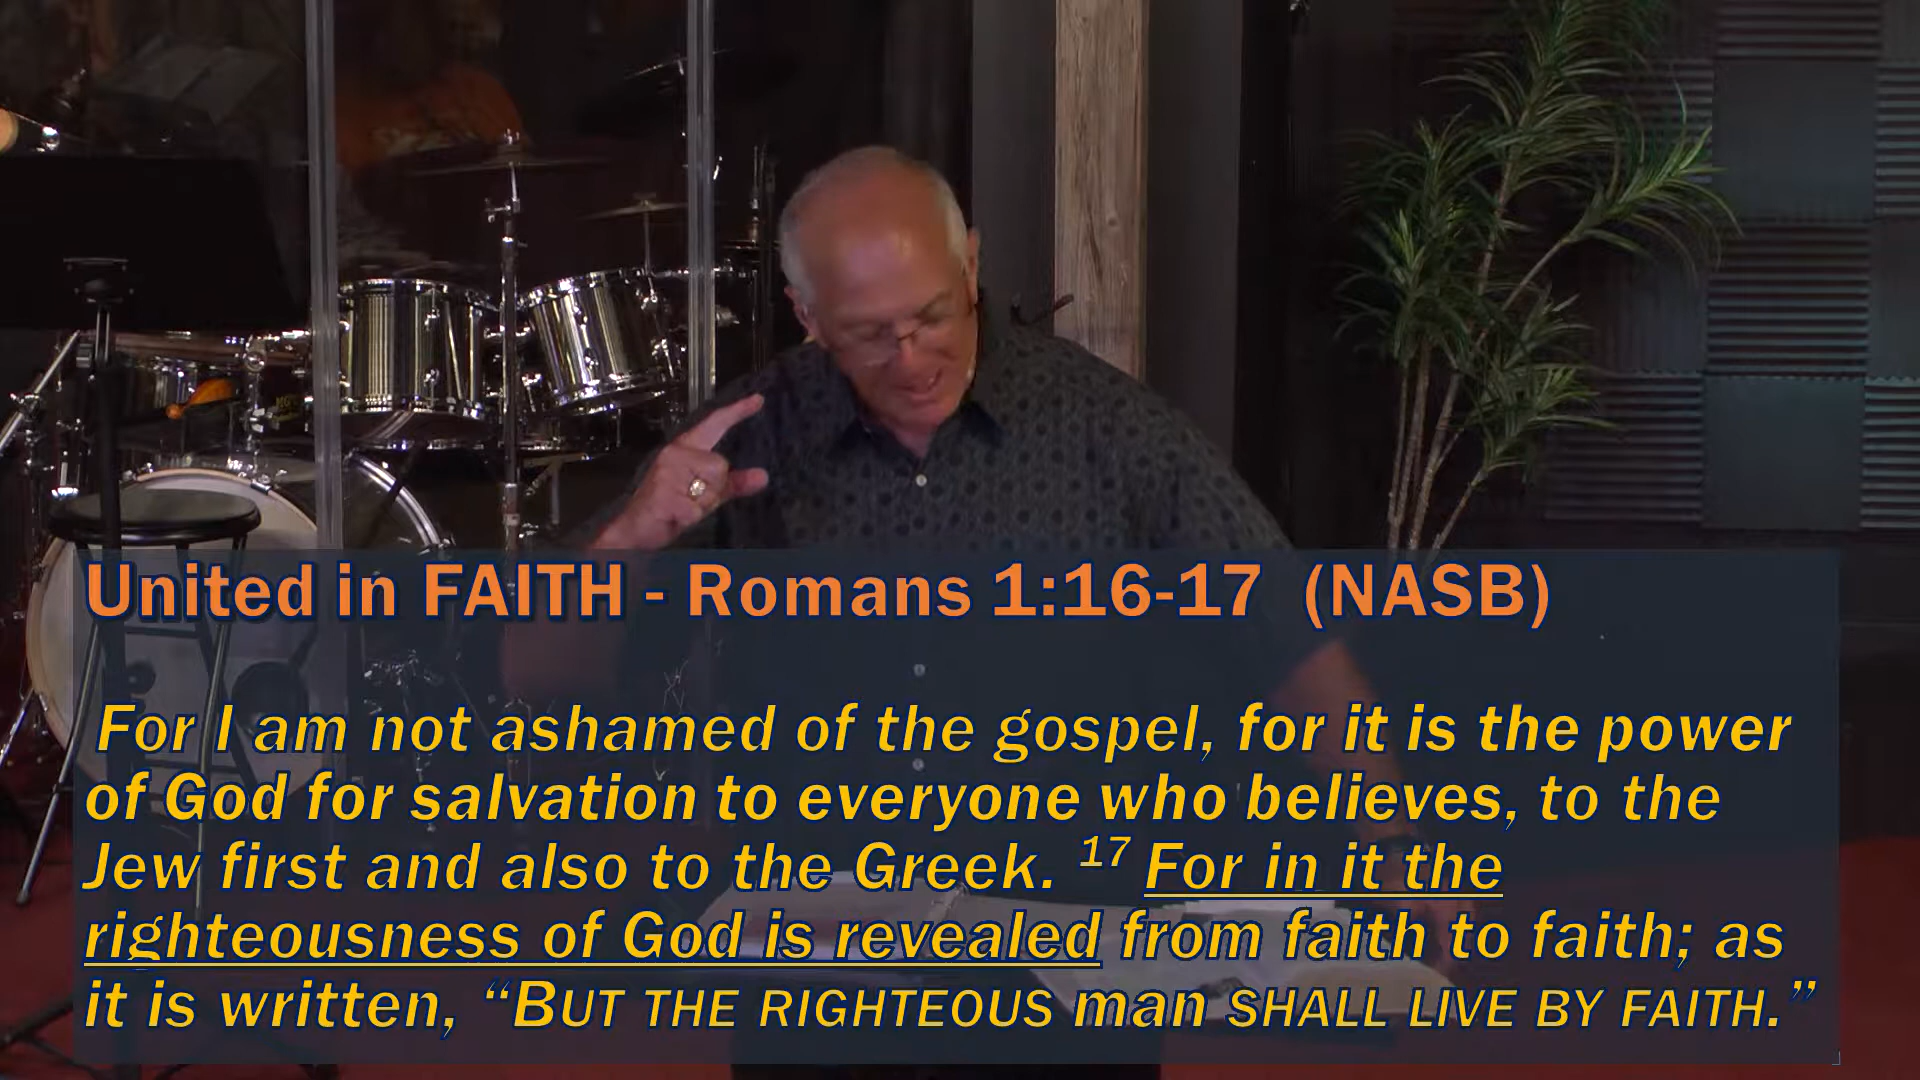 United in FAITH - Romans 1:16-17 (NASB)
For I am not ashamed of the gospel, for it is the power
of God for salvation to everyone who believes, to the
Jew first and also to the Greek. 17 For in it the
righteousness of God is revealed from faith to faith; as
it is written, “BUT THE RIGHTEOUS man SHALL LIVE BY FAITH.”